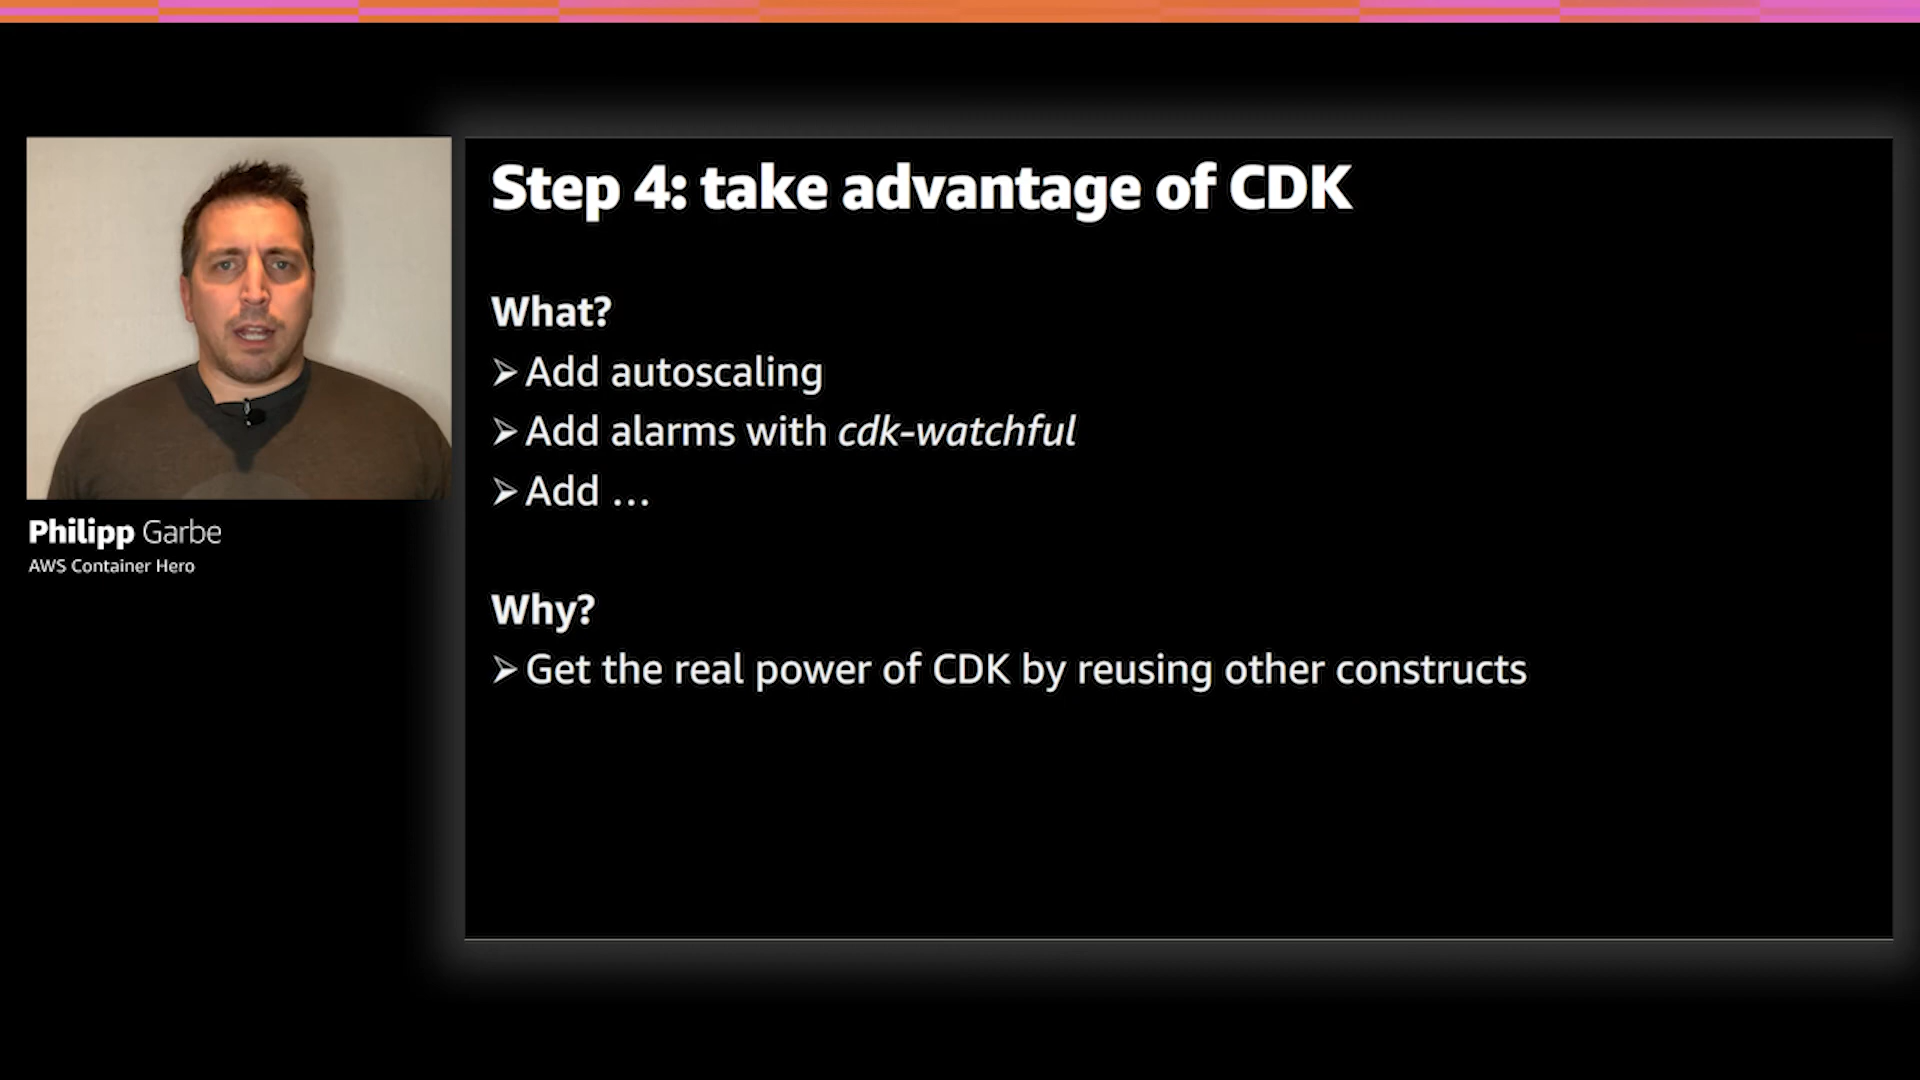 Step 4: take advantage of CDK
What?
➢ Add autoscaling
➢ Add alarms with cdk-watchful
➢ Add …
Why?
➢ Get the real power of CDK by reusing other constructs
Philipp Garbe
AWS Container Hero